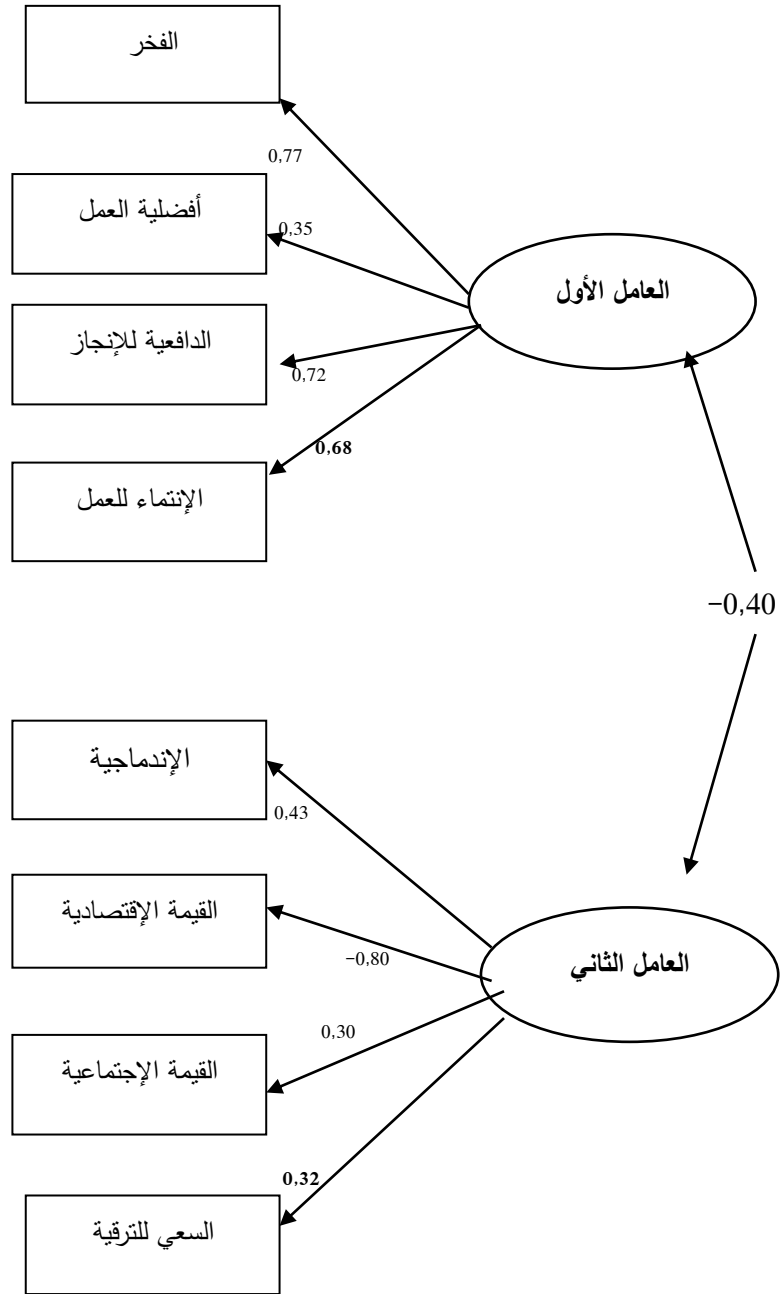 الفخر
0,77
أفضلية العمل
0,35
العامل الأول
الدافعية للإنجاز
0,72
0,68
الإنتماء للعمل
−0,40
الإندماجية
0,43
القيمة الإقتصادية
−0,80
العامل الثاني
0,30
القيمة الإجتماعية
0,32
السعي للترقية